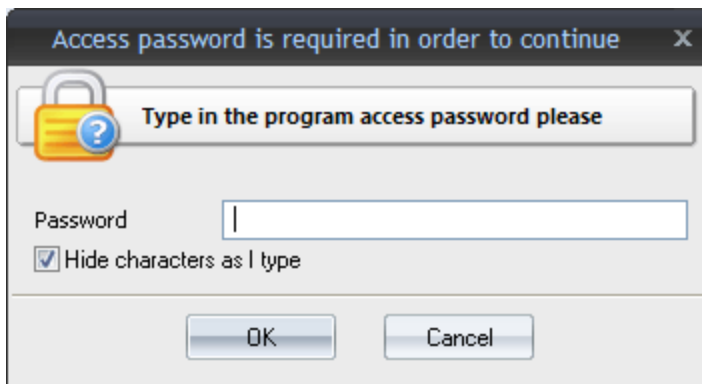 Access password is required in order to continue
Type in the program access password please
Password
Hide characters as I type
OK
Cancel